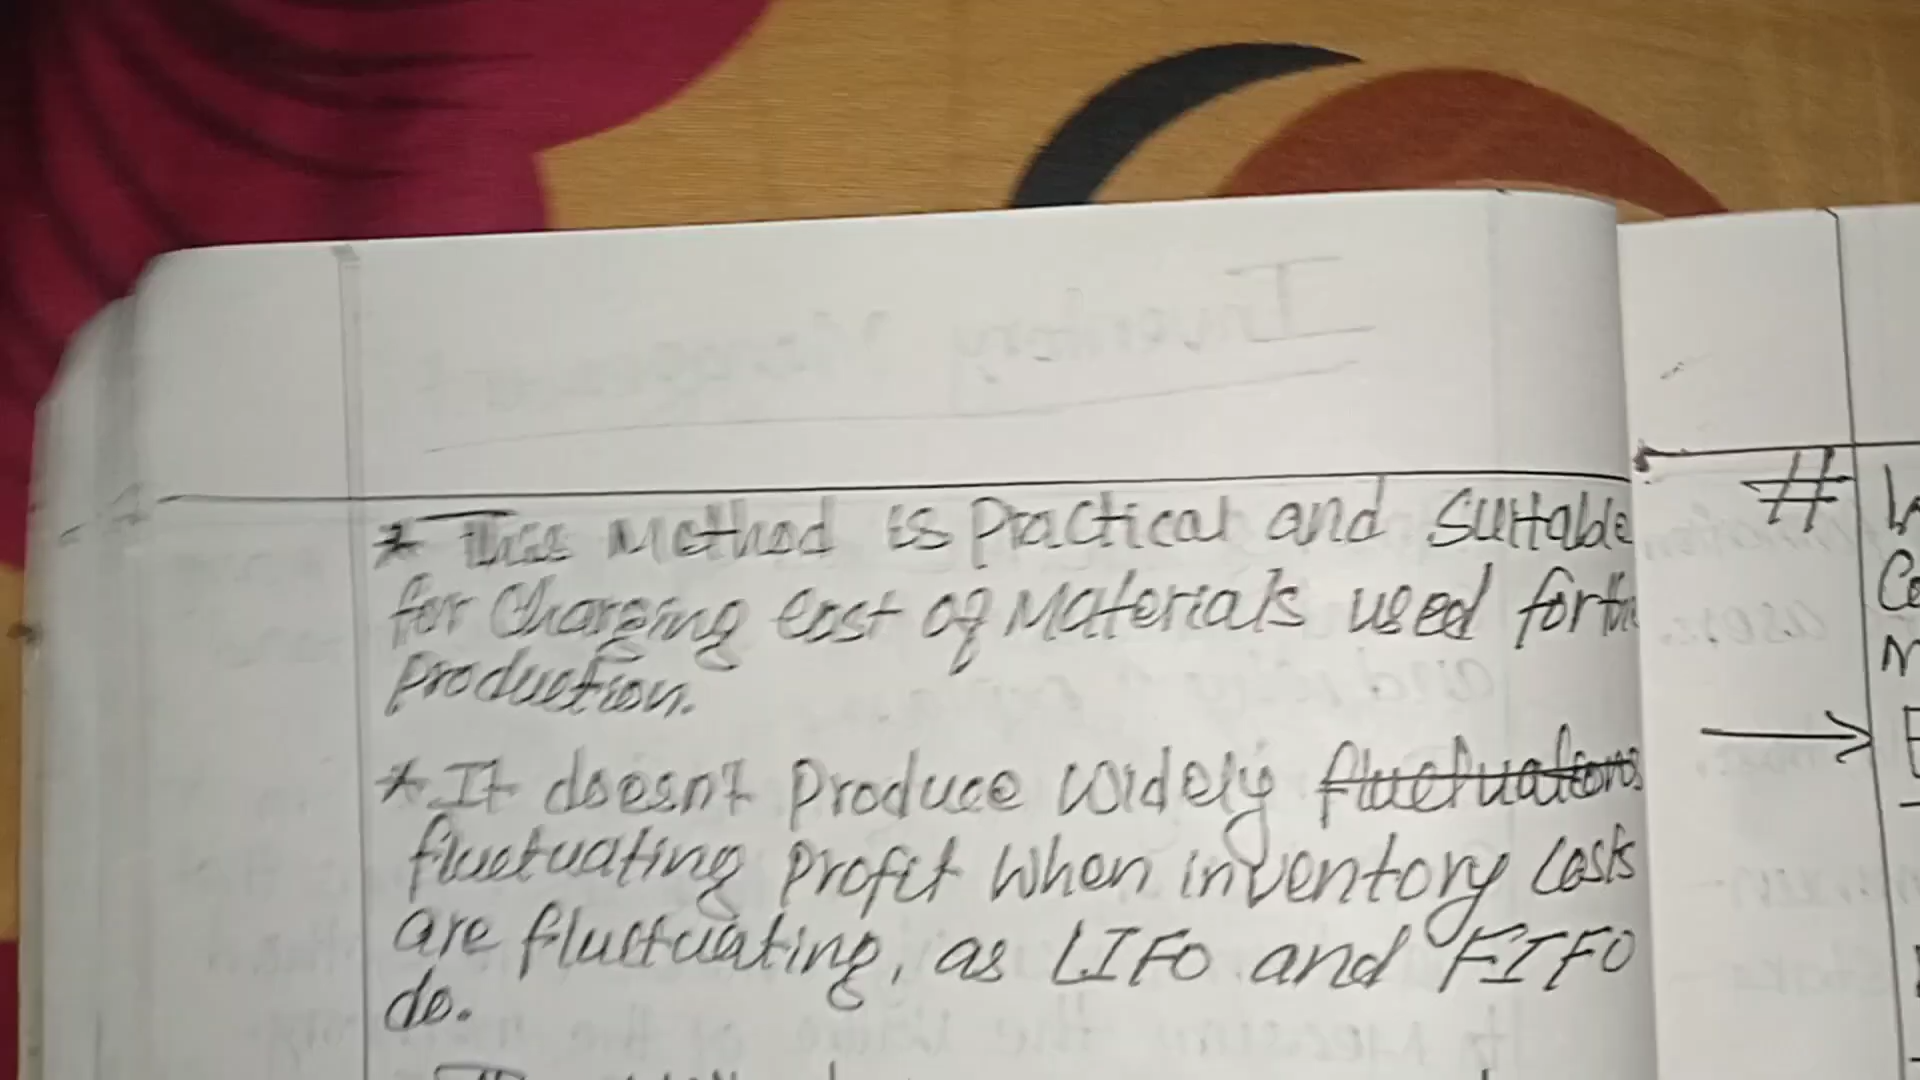 * This Method is Practical and Suitable
for Charging Cost of Materials used for the
Production.
* It doesn't Produce widely fluctuations
fluctuating Profit When inventory Costs
are fluctuating, as LIFO and FIFO
do.
#